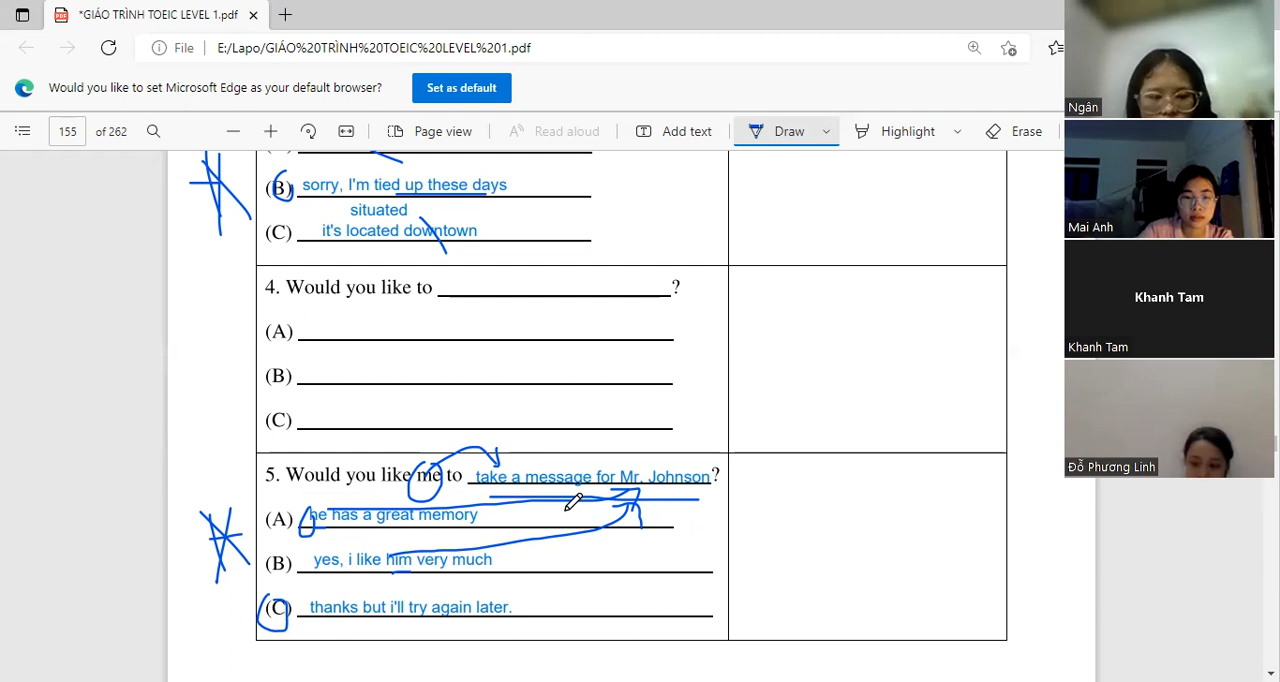 *GIÁO TRÌNH TOEIC LEVEL 1.pdf
File E:/Lapo/GIÁO%20TRÌNH%20TOEIC%20LEVEL%201.pdf
Would you like to set Microsoft Edge as your default browser? Set as default
155 of 262 Page view Read aloud Add text Draw Highlight Erase
(B) sorry, I'm tied up these days
situated
(C) it's located downtown
4. Would you like to ?
(A)
(B)
(C)
5. Would you like me to take a message for Mr. Johnson?
(A) he has a great memory
(B) yes, i like him very much
(C) thanks but i'll try again later.
Ngân
Mai Anh
Khanh Tam
Khanh Tam
Đỗ Phương Linh